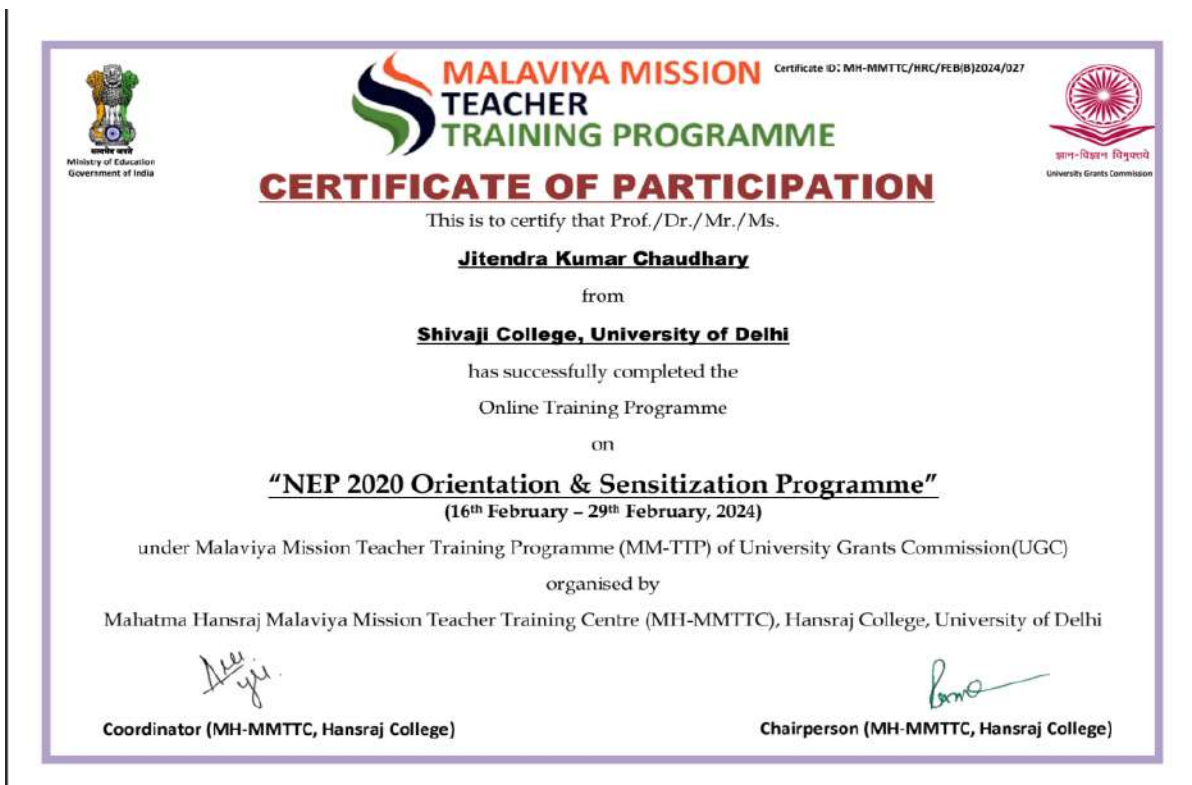 MALAVIYA MISSION
TEACHER
TRAINING PROGRAMME
Certificate ID: MH-MMTTC/HRC/FEB(B)2024/027
सत्यमेव जयते
Ministry of Education
Government of India
ज्ञान-विज्ञान विमुक्तये
University Grants Commission
CERTIFICATE OF PARTICIPATION
This is to certify that Prof./Dr./Mr./Ms.
Jitendra Kumar Chaudhary
from
Shivaji College, University of Delhi
has successfully completed the
Online Training Programme
on
“NEP 2020 Orientation & Sensitization Programme”
(16th February – 29th February, 2024)
under Malaviya Mission Teacher Training Programme (MM-TTP) of University Grants Commission(UGC)
organised by
Mahatma Hansraj Malaviya Mission Teacher Training Centre (MH-MMTTC), Hansraj College, University of Delhi
Coordinator (MH-MMTTC, Hansraj College)
Chairperson (MH-MMTTC, Hansraj College)